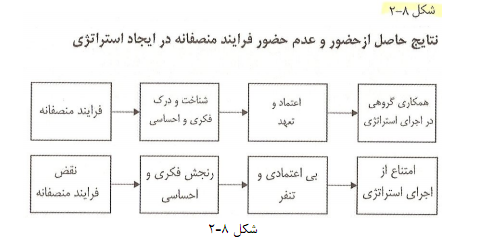 شکل ۸-۲
نتایج حاصل از حضور و عدم حضور فرایند منصفانه در ایجاد استراتژی
فرایند منصفانه
شناخت و درک
فکری و احساسی
اعتماد و
تعهد
همکاری گروهی
در اجرای استراتژی
نقض
فرایند منصفانه
رنجش فکری و
احساسی
بی اعتمادی و
تنفر
امتناع از
اجرای استراتژی
شکل ۸-۲